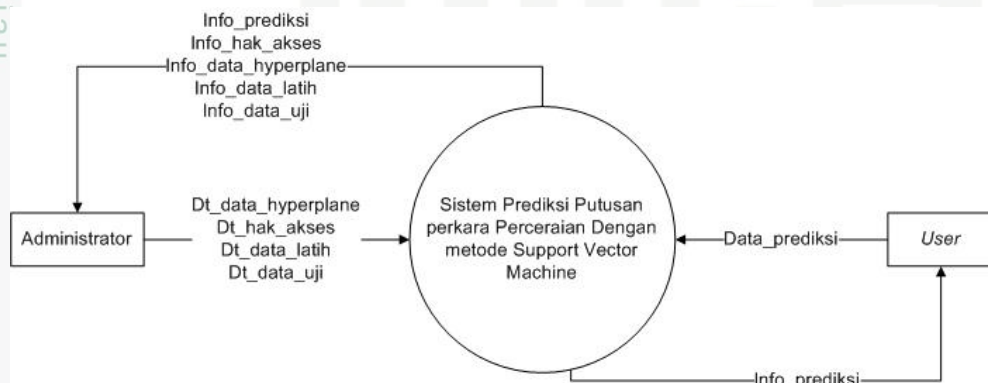 Info_prediksi
Info_hak_akses
Info_data_hyperplane
Info_data_latih
Info_data_uji
Administrator
Dt_data_hyperplane
Dt_hak_akses
Dt_data_latih
Dt_data_uji
Sistem Prediksi Putusan
perkara Perceraian Dengan
metode Support Vector
Machine
Data_prediksi
User
Info_prediksi